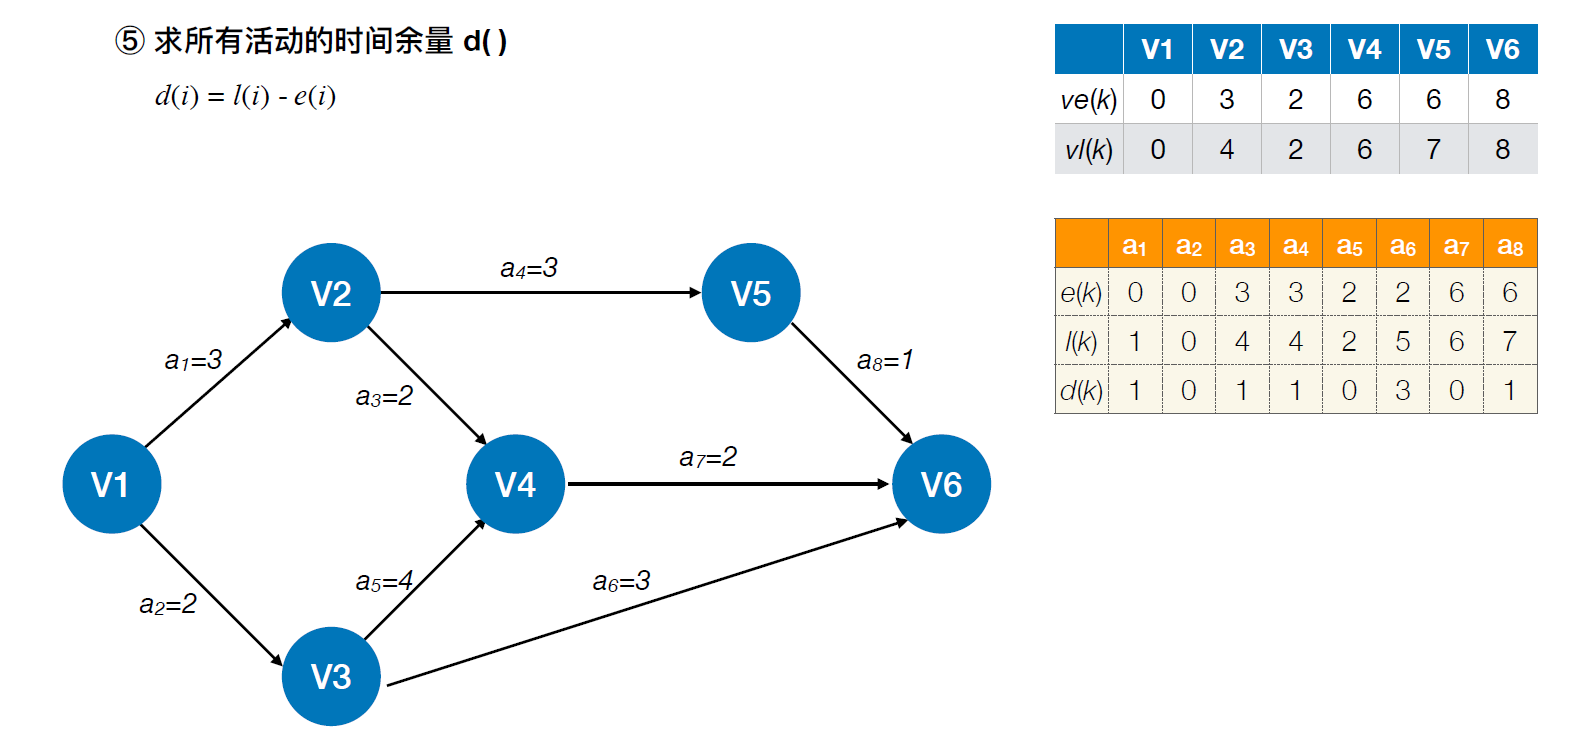 ⑤ 求所有活动的时间余量 d( )
d(i) = l(i) - e(i)
V1 V2 V3 V4 V5 V6
ve(k) 0 3 2 6 6 8
vl(k) 0 4 2 6 7 8
a1 a2 a3 a4 a5 a6 a7 a8
e(k) 0 0 3 3 2 2 6 6
l(k) 1 0 4 4 2 5 6 7
d(k) 1 0 1 1 0 3 0 1
a4=3
V2
V5
a1=3
a8=1
a3=2
a7=2
V1
V4
V6
a5=4
a6=3
a2=2
V3